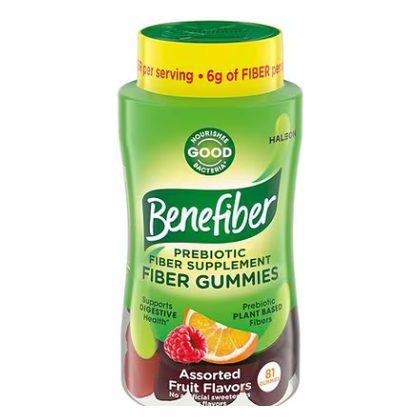 per serving • 6g of FIBER per
NOURISHES
GOOD
BACTERIA*
HALEON
Benefiber
PREBIOTIC
FIBER SUPPLEMENT
FIBER GUMMIES
Supports
DIGESTIVE
Health*
Prebiotic
PLANT BASED
Fibers
Assorted
Fruit Flavors
81
GUMMIES
No artificial sweeteners
flavors